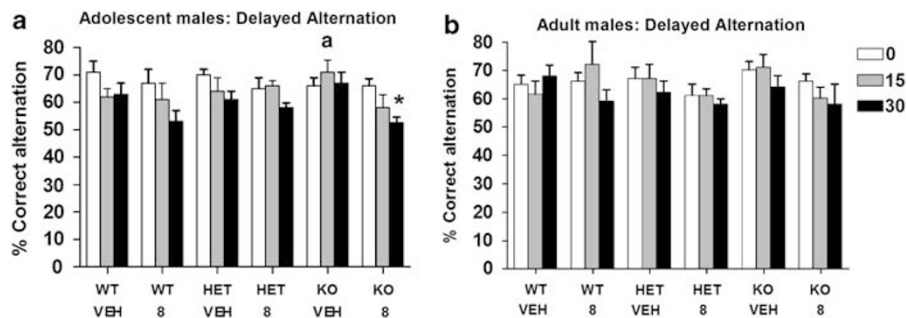 a
Adolescent males: Delayed Alternation
% Correct alternation
80
70
60
50
40
30
20
10
0
a
*
WT WT HET HET KO KO
VEH 8 VEH 8 VEH 8
b
Adult males: Delayed Alternation
% Correct alternation
80
70
60
50
40
30
20
10
0
WT WT HET HET KO KO
VEH 8 VEH 8 VEH 8
0
15
30